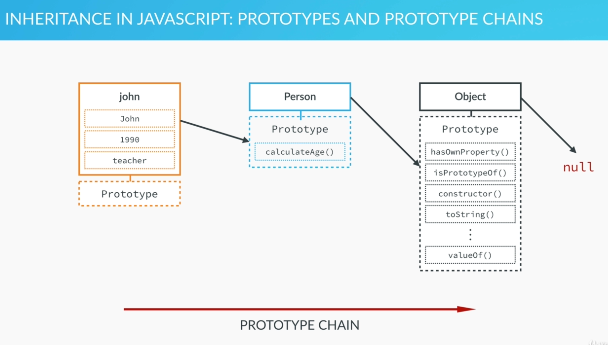 INHERITANCE IN JAVASCRIPT: PROTOTYPES AND PROTOTYPE CHAINS
john
John
1990
teacher
Prototype
Person
Prototype
calculateAge()
Object
Prototype
hasOwnProperty()
isPrototypeOf()
constructor()
toString()
valueOf()
null
PROTOTYPE CHAIN